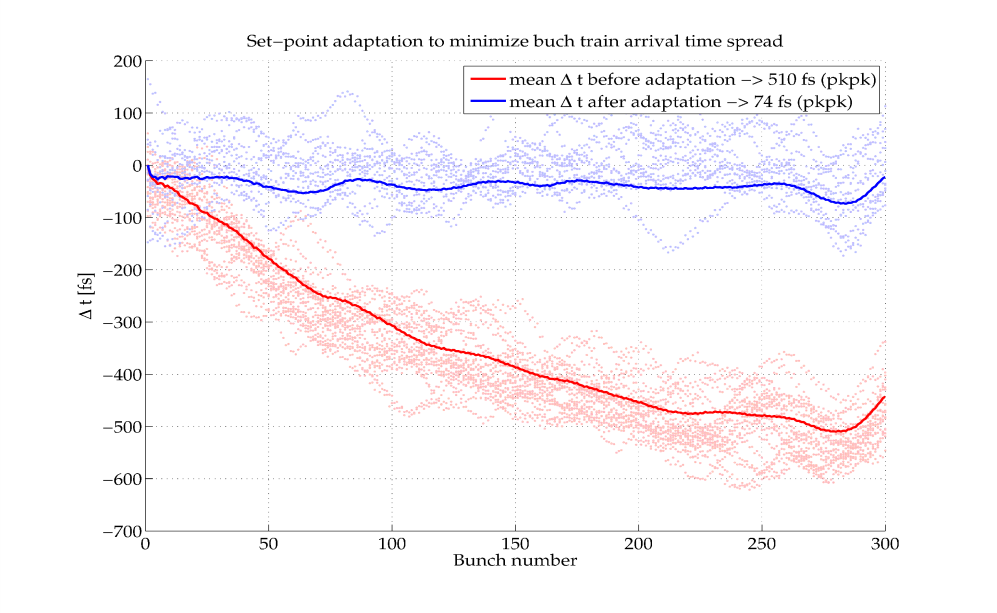 Set−point adaptation to minimize buch train arrival time spread
mean Δ t before adaptation −> 510 fs (pkpk)
mean Δ t after adaptation −> 74 fs (pkpk)
200
100
0
−100
−200
−300
−400
−500
−600
−700
Δ t [fs]
0 50 100 150 200 250 300
Bunch number